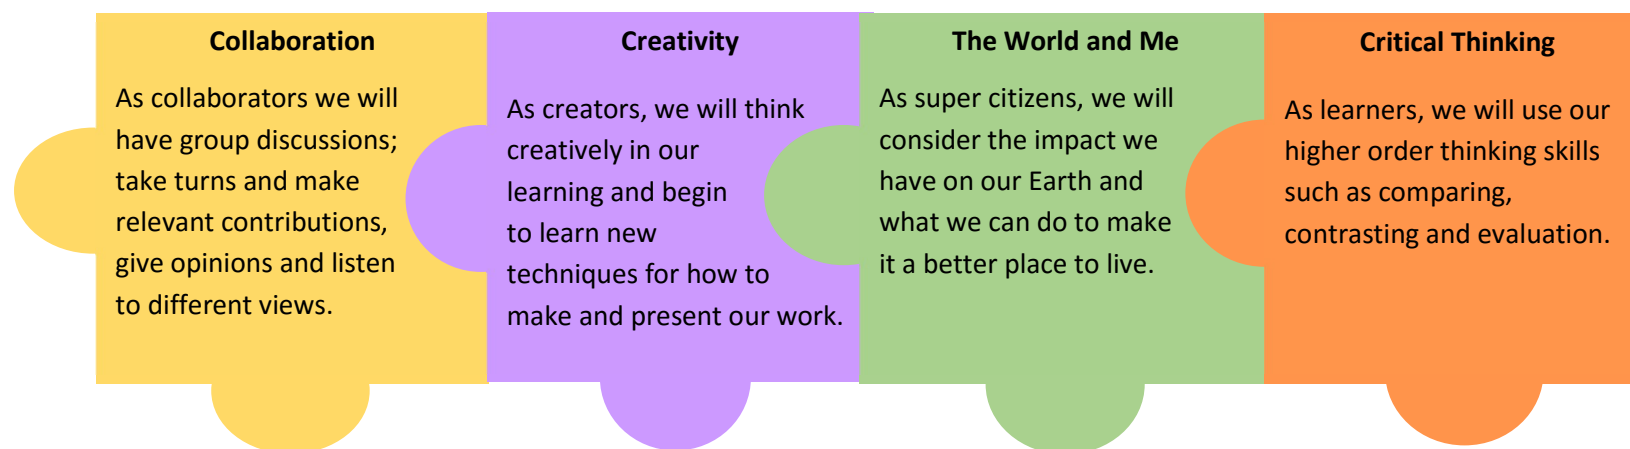 Collaboration
As collaborators we will
have group discussions;
take turns and make
relevant contributions,
give opinions and listen
to different views.
Creativity
As creators, we will think
creatively in our
learning and begin
to learn new
techniques for how to
make and present our work.
The World and Me
As super citizens, we will
consider the impact we
have on our Earth and
what we can do to make
it a better place to live.
Critical Thinking
As learners, we will use our
higher order thinking skills
such as comparing,
contrasting and evaluation.